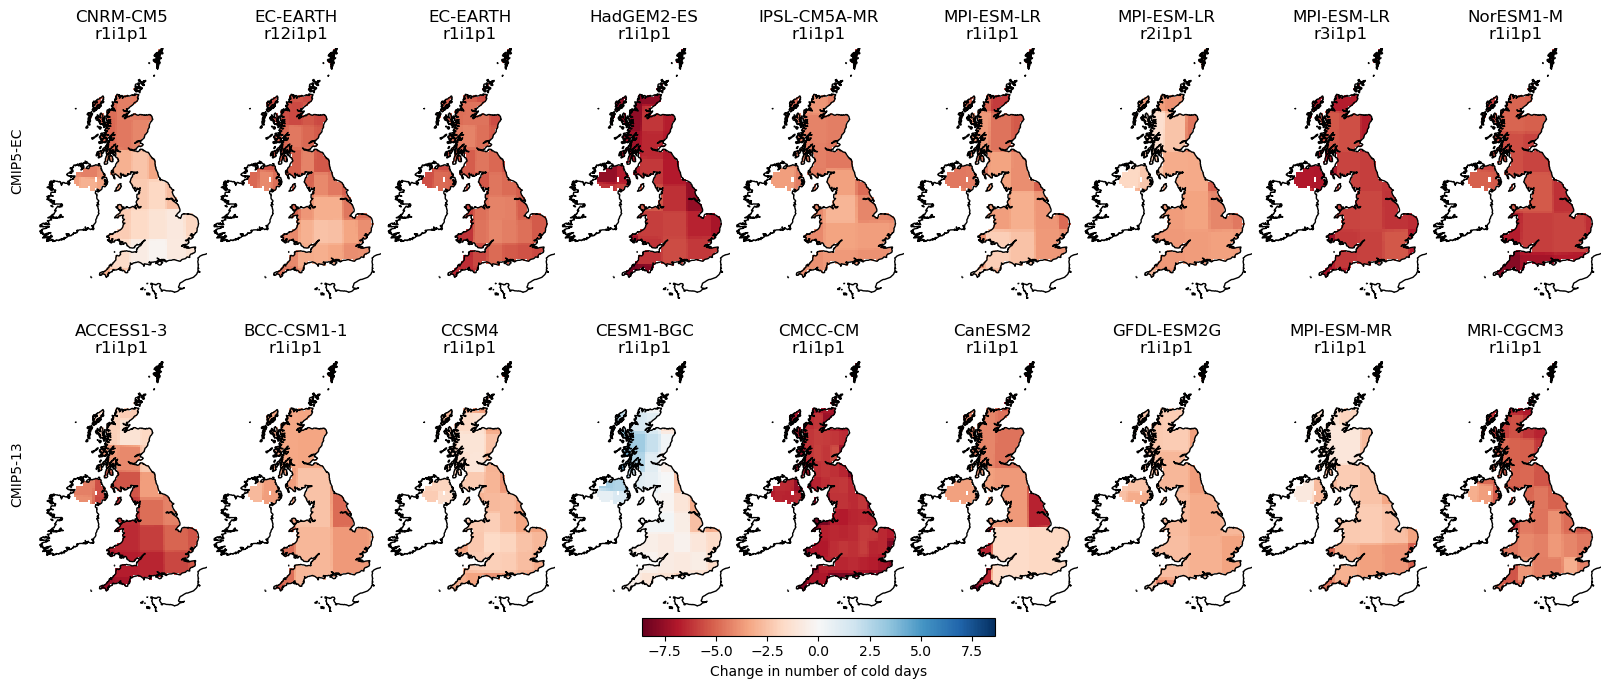 CNRM-CM5 EC-EARTH EC-EARTH HadGEM2-ES IPSL-CM5A-MR MPI-ESM-LR MPI-ESM-LR MPI-ESM-LR NorESM1-M
r1i1p1 r12i1p1 r1i1p1 r1i1p1 r1i1p1 r1i1p1 r2i1p1 r3i1p1 r1i1p1
CMIP5-EC
ACCESS1-3 BCC-CSM1-1 CCSM4 CESM1-BGC CMCC-CM CanESM2 GFDL-ESM2G MPI-ESM-MR MRI-CGCM3
r1i1p1 r1i1p1 r1i1p1 r1i1p1 r1i1p1 r1i1p1 r1i1p1 r1i1p1 r1i1p1
CMIP5-13
−7.5 −5.0 −2.5 0.0 2.5 5.0 7.5
Change in number of cold days